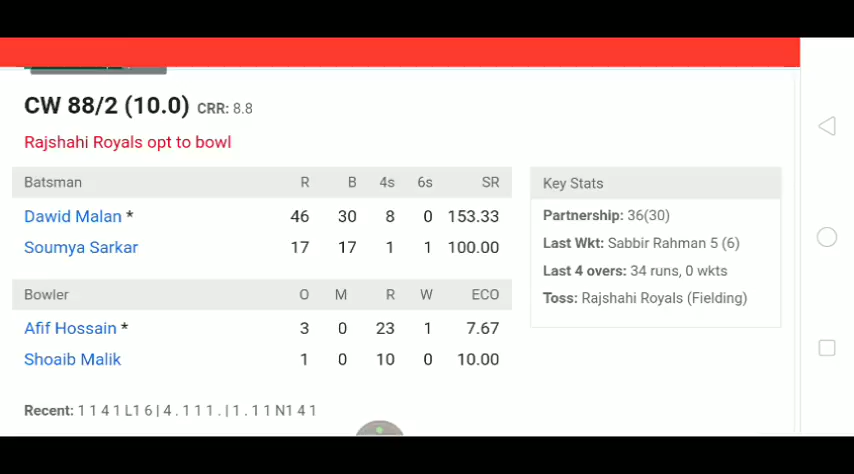 CW 88/2 (10.0) CRR: 8.8
Rajshahi Royals opt to bowl
Batsman R B 4s 6s SR
Dawid Malan * 46 30 8 0 153.33
Soumya Sarkar 17 17 1 1 100.00
Bowler O M R W ECO
Afif Hossain * 3 0 23 1 7.67
Shoaib Malik 1 0 10 0 10.00
Recent: 1 1 4 1 L1 6 | 4 . 1 1 1 . | 1 . 1 1 N1 4 1
Key Stats
Partnership: 36(30)
Last Wkt: Sabbir Rahman 5 (6)
Last 4 overs: 34 runs, 0 wkts
Toss: Rajshahi Royals (Fielding)